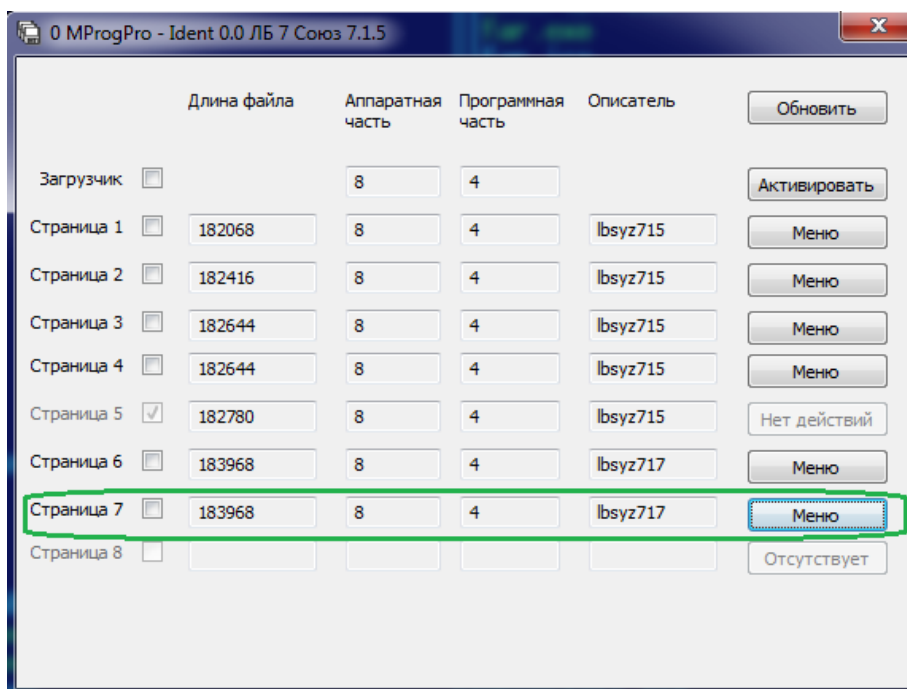 0 MProgPro - Ident 0.0 ЛБ 7 Союз 7.1.5
Длина файла Аппаратная часть Программная часть Описатель Обновить
Загрузчик 8 4 Активировать
Страница 1 182068 8 4 lbsyz715 Меню
Страница 2 182416 8 4 lbsyz715 Меню
Страница 3 182644 8 4 lbsyz715 Меню
Страница 4 182644 8 4 lbsyz715 Меню
Страница 5 182780 8 4 lbsyz715 Нет действий
Страница 6 183968 8 4 lbsyz717 Меню
Страница 7 183968 8 4 lbsyz717 Меню
Страница 8 Отсутствует